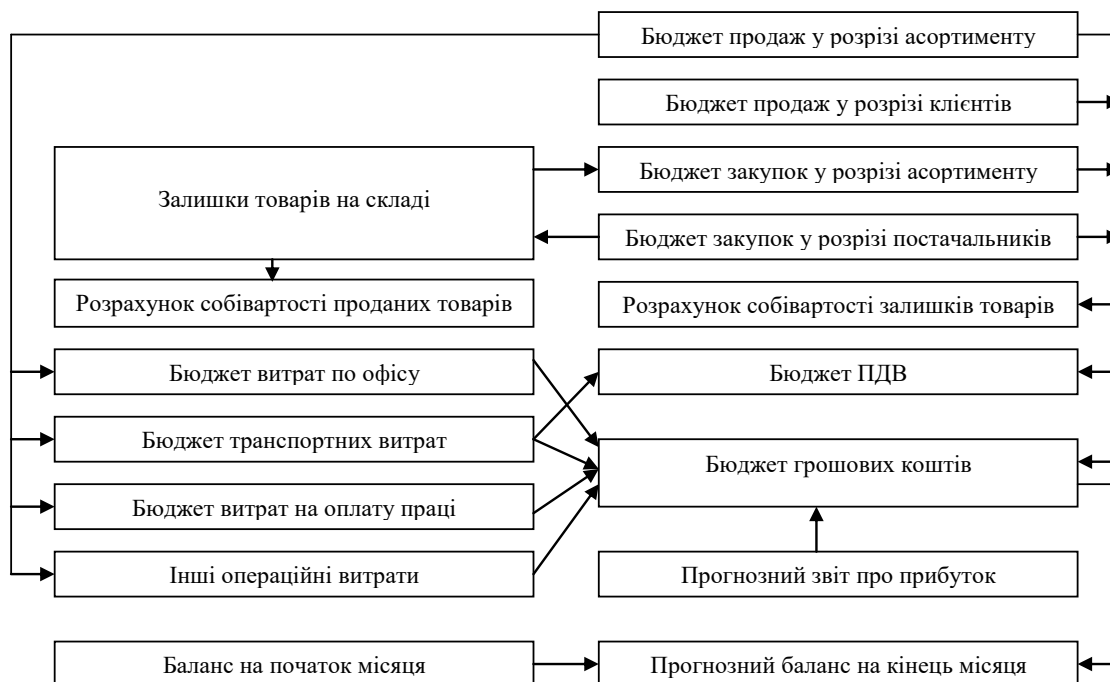 Бюджет продаж у розрізі асортименту
Бюджет продаж у розрізі клієнтів
Залишки товарів на складі
Бюджет закупок у розрізі асортименту
Бюджет закупок у розрізі постачальників
Розрахунок собівартості проданих товарів
Розрахунок собівартості залишків товарів
Бюджет витрат по офісу
Бюджет ПДВ
Бюджет транспортних витрат
Бюджет грошових коштів
Бюджет витрат на оплату праці
Інші операційні витрати
Прогнозний звіт про прибуток
Баланс на початок місяця
Прогнозний баланс на кінець місяця